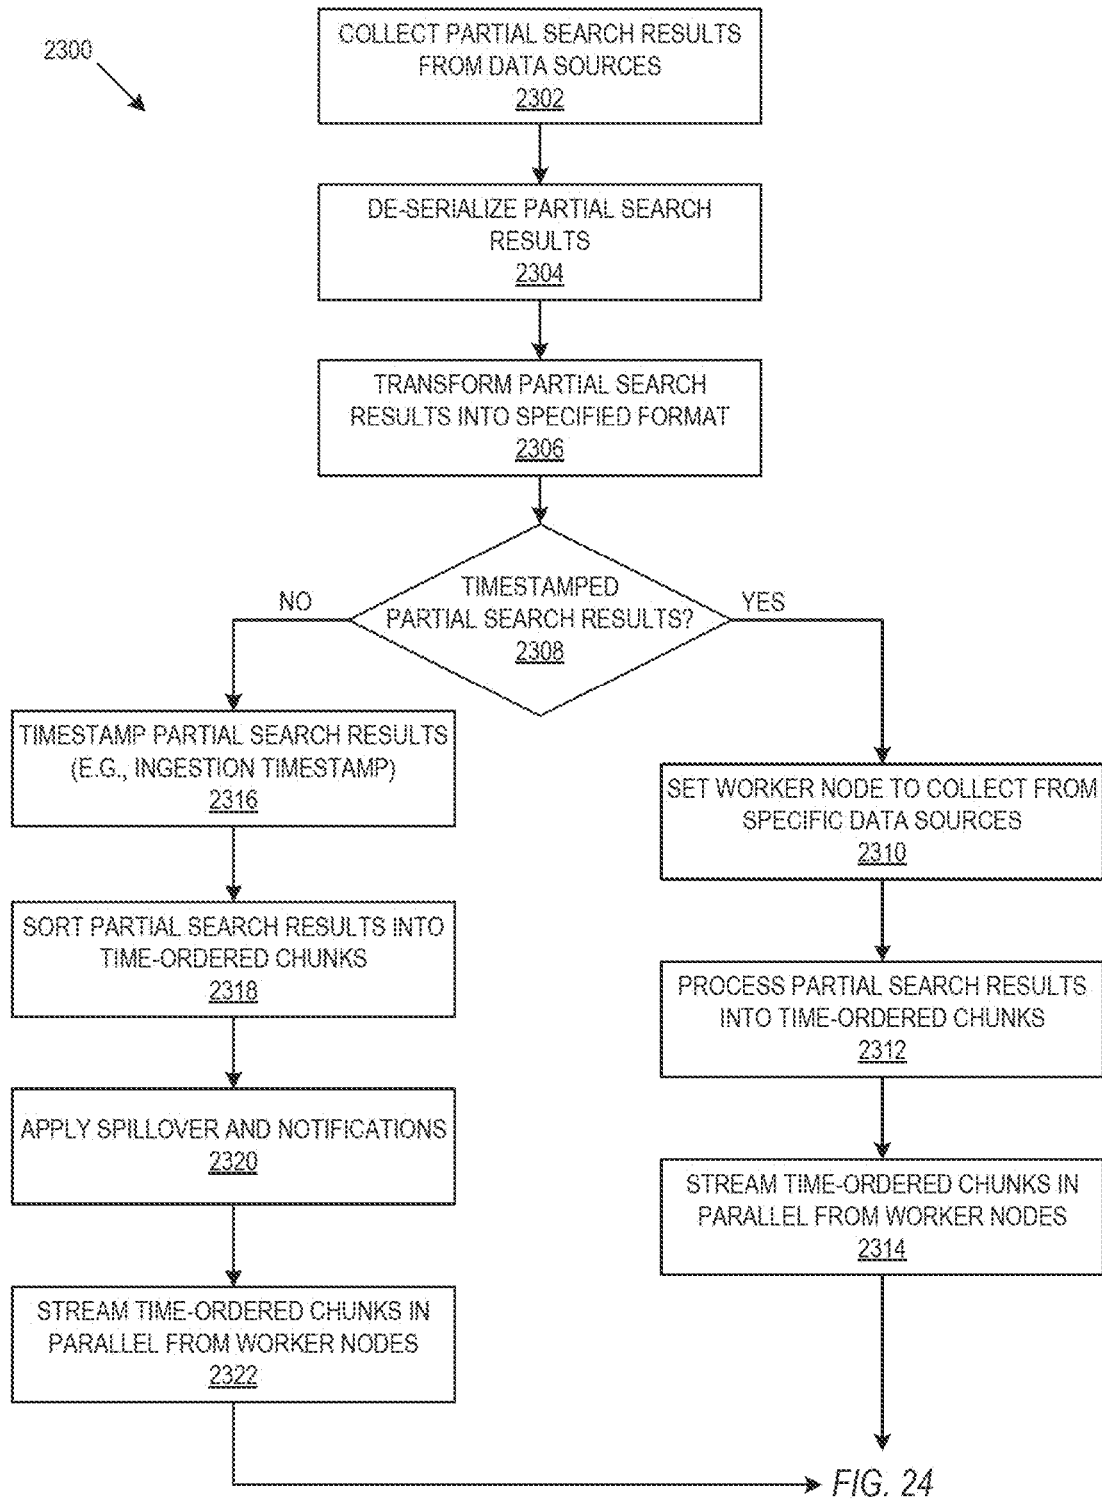 2300
COLLECT PARTIAL SEARCH RESULTS
FROM DATA SOURCES
2302
DE-SERIALIZE PARTIAL SEARCH
RESULTS
2304
TRANSFORM PARTIAL SEARCH
RESULTS INTO SPECIFIED FORMAT
2306
TIMESTAMPED
PARTIAL SEARCH RESULTS?
2308
NO
YES
TIMESTAMP PARTIAL SEARCH RESULTS
(E.G., INGESTION TIMESTAMP)
2316
SORT PARTIAL SEARCH RESULTS INTO
TIME-ORDERED CHUNKS
2318
APPLY SPILLOVER AND NOTIFICATIONS
2320
STREAM TIME-ORDERED CHUNKS IN
PARALLEL FROM WORKER NODES
2322
SET WORKER NODE TO COLLECT FROM
SPECIFIC DATA SOURCES
2310
PROCESS PARTIAL SEARCH RESULTS
INTO TIME-ORDERED CHUNKS
2312
STREAM TIME-ORDERED CHUNKS IN
PARALLEL FROM WORKER NODES
2314
FIG. 24